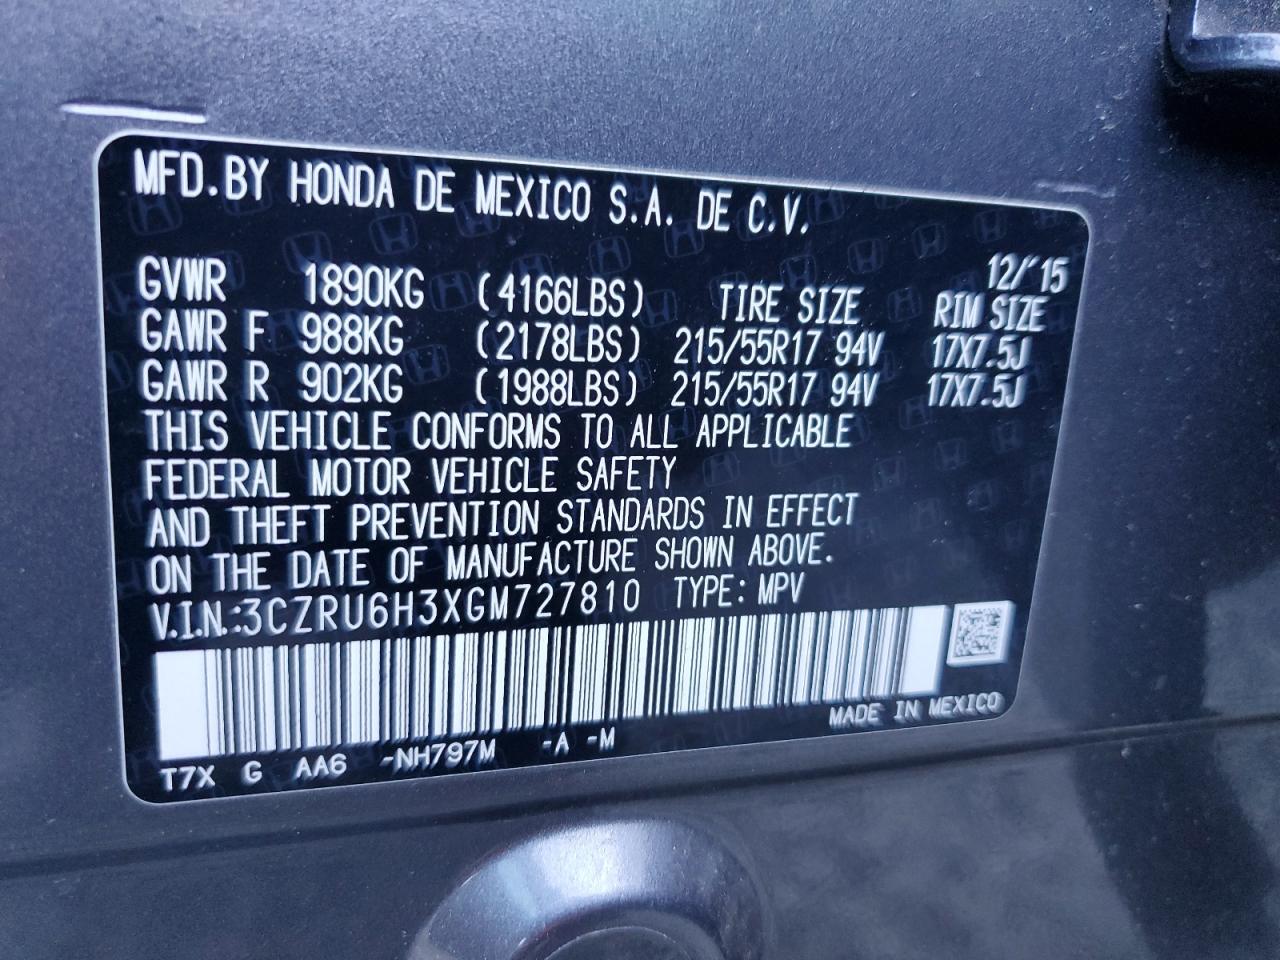 MFD.BY HONDA DE MEXICO S.A. DE C.V.
12/'15
GVWR 1890KG (4166LBS) TIRE SIZE RIM SIZE
GAWR F 988KG (2178LBS) 215/55R17 94V 17X7.5J
GAWR R 902KG (1988LBS) 215/55R17 94V 17X7.5J
THIS VEHICLE CONFORMS TO ALL APPLICABLE
FEDERAL MOTOR VEHICLE SAFETY
AND THEFT PREVENTION STANDARDS IN EFFECT
ON THE DATE OF MANUFACTURE SHOWN ABOVE.
V.I.N.:3CZRU6H3XGM727810 TYPE: MPV
MADE IN MEXICO
T7X G AA6 -NH797M -A -M